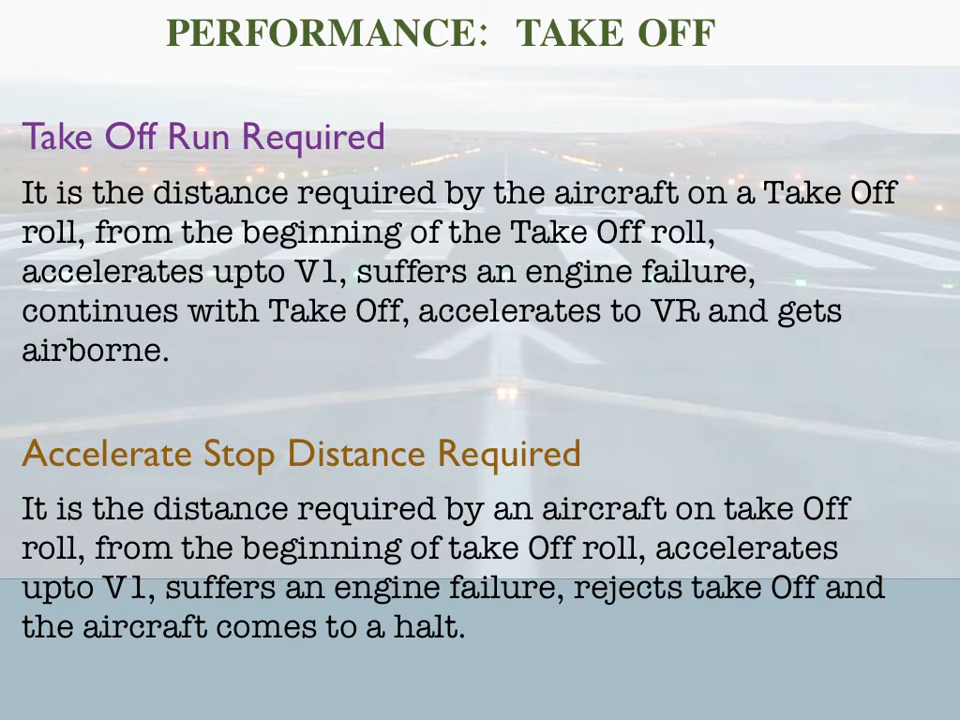 PERFORMANCE: TAKE OFF
Take Off Run Required
It is the distance required by the aircraft on a Take Off
roll, from the beginning of the Take Off roll,
accelerates upto V1, suffers an engine failure,
continues with Take Off, accelerates to VR and gets
airborne.
Accelerate Stop Distance Required
It is the distance required by an aircraft on take Off
roll, from the beginning of take Off roll, accelerates
upto V1, suffers an engine failure, rejects take Off and
the aircraft comes to a halt.